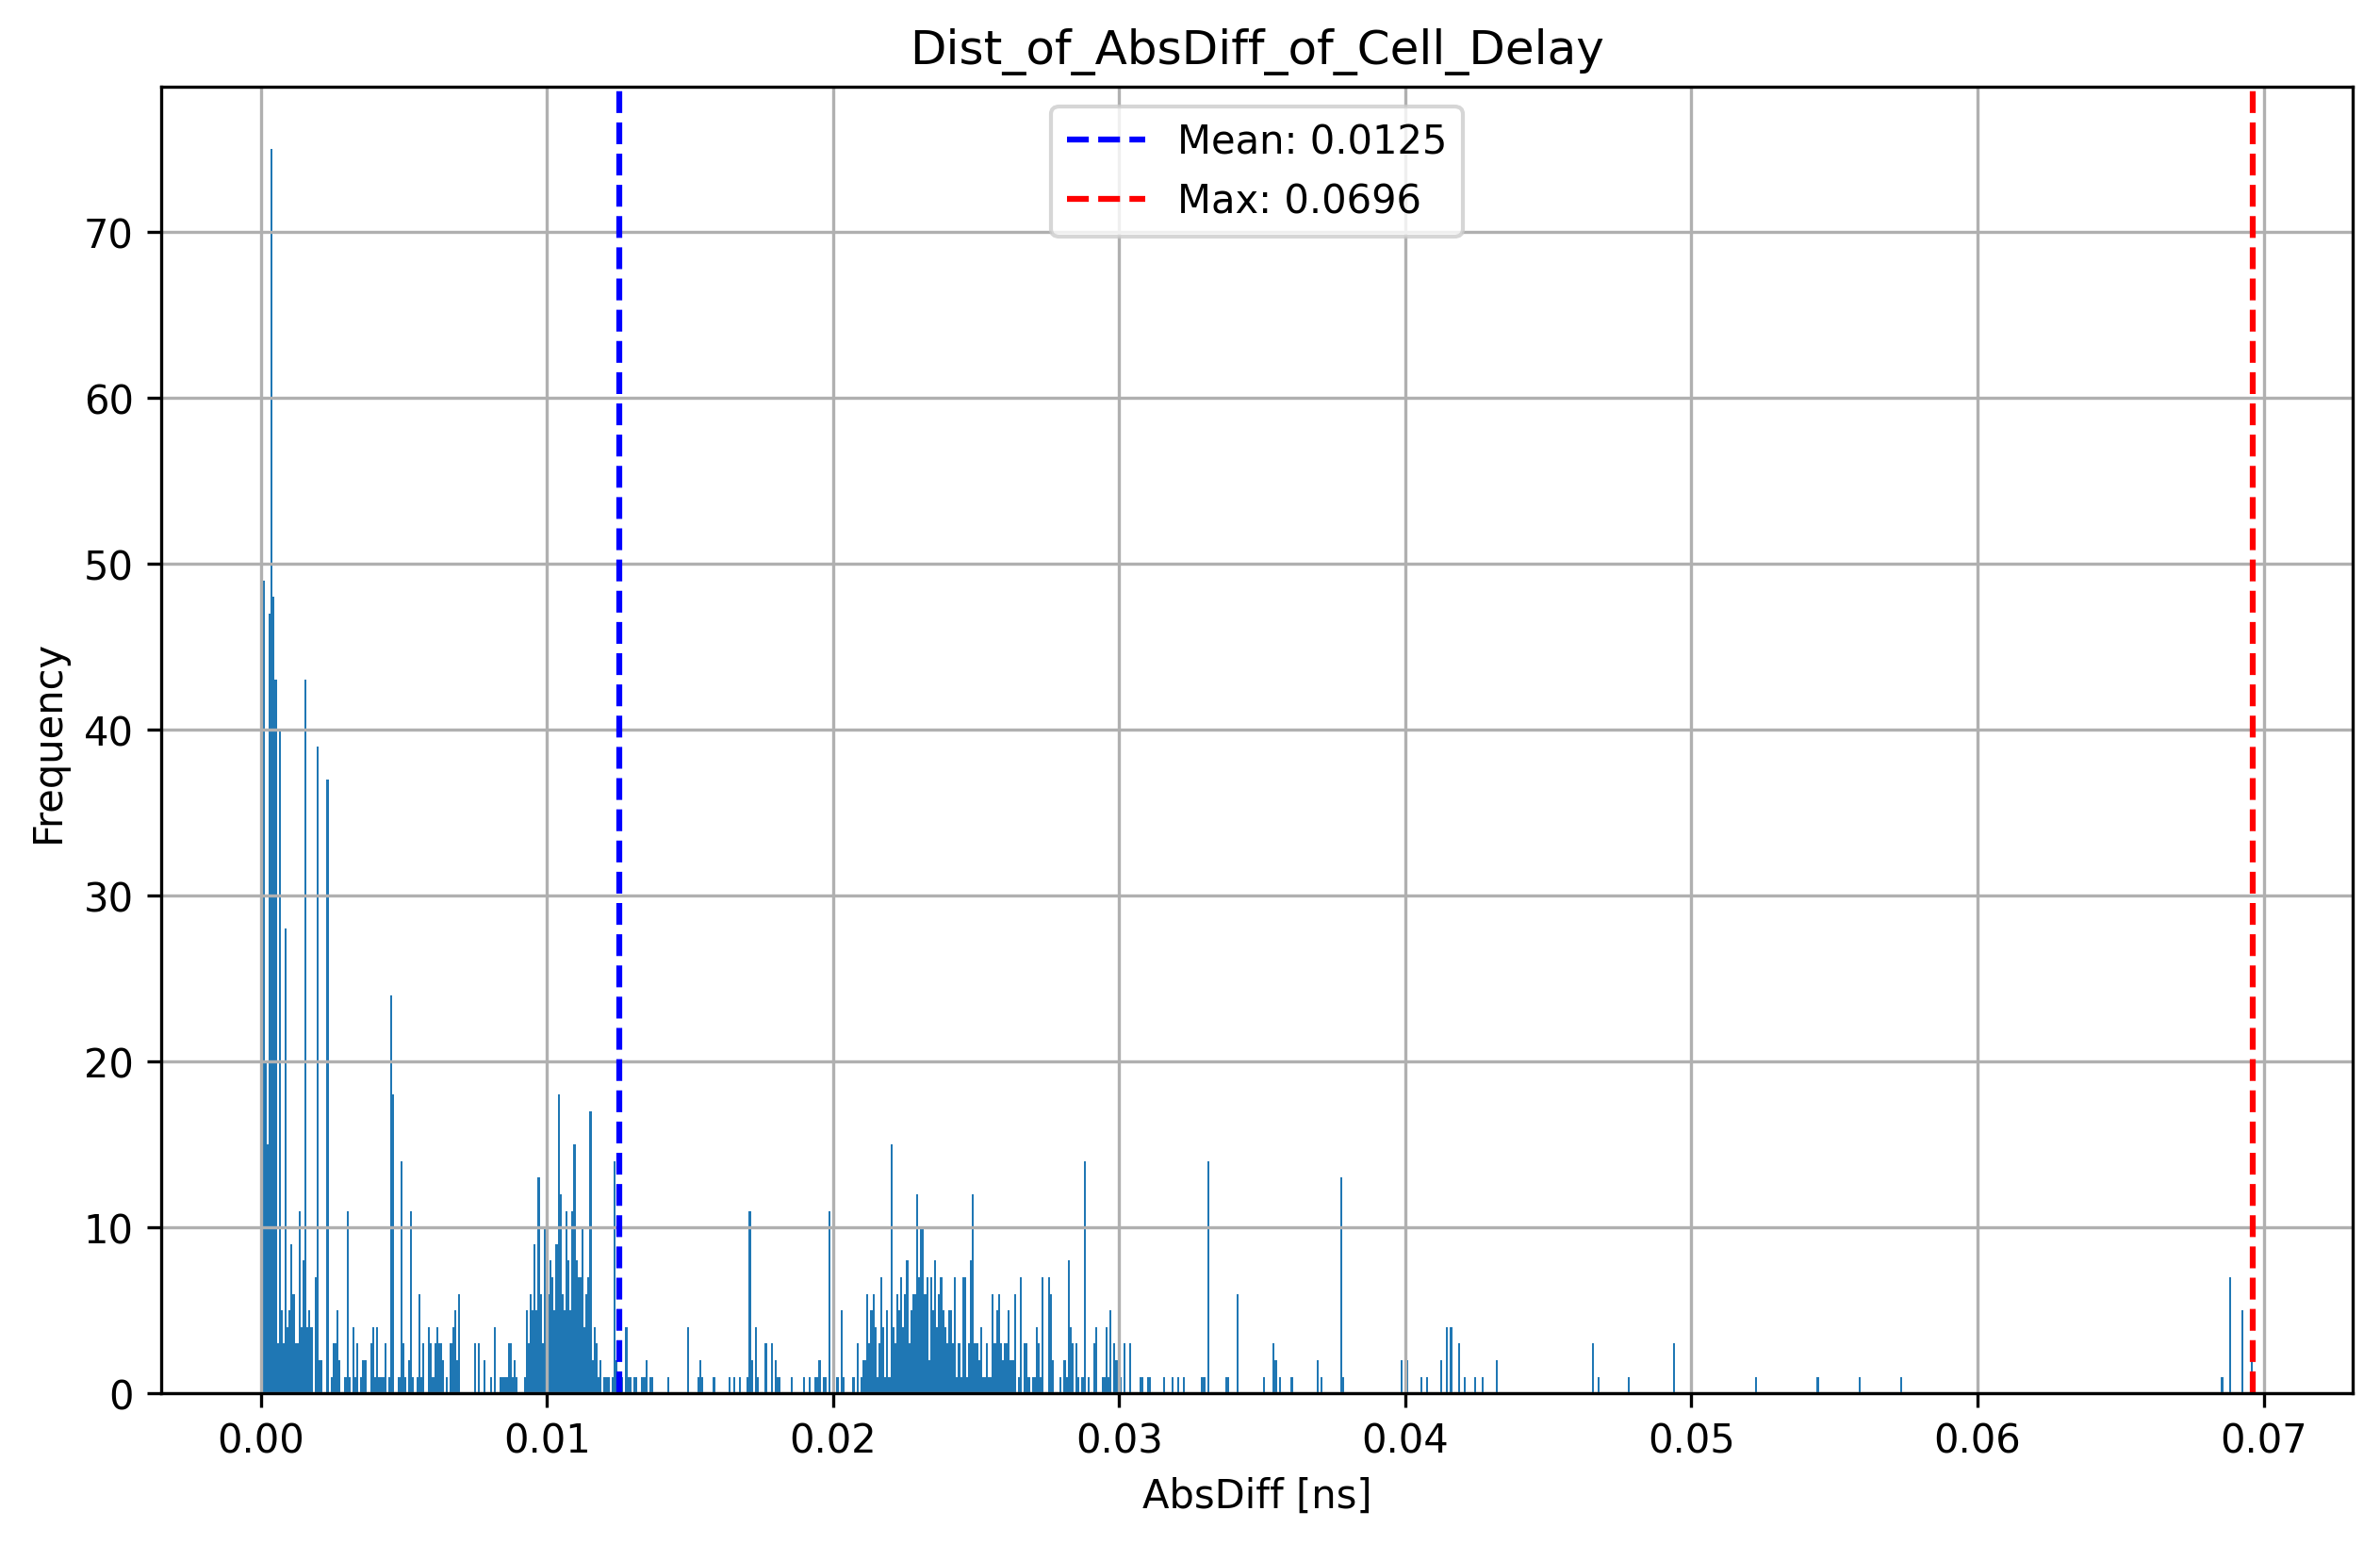 Dist_of_AbsDiff_of_Cell_Delay
Mean: 0.0125
Max: 0.0696
Frequency
70
60
50
40
30
20
10
0
0.00 0.01 0.02 0.03 0.04 0.05 0.06 0.07
AbsDiff [ns]